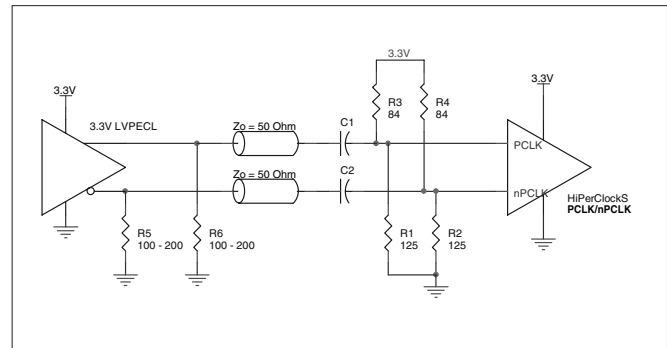 3.3V
3.3V
3.3V
R3
84
R4
84
3.3V LVPECL
Zo = 50 Ohm
C1
PCLK
Zo = 50 Ohm
C2
nPCLK
HiPerClockS
PCLK/nPCLK
R5
100 - 200
R6
100 - 200
R1
125
R2
125